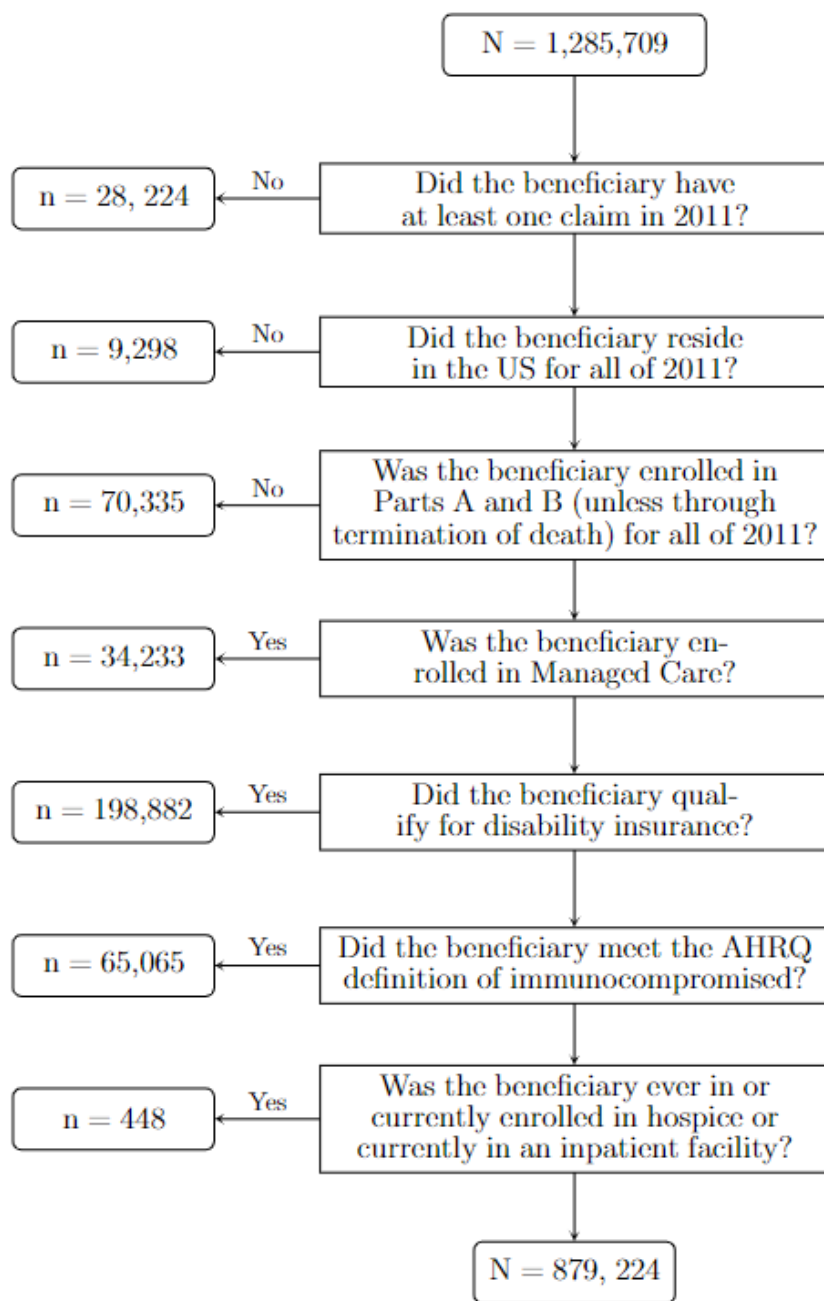 N = 1,285,709
Did the beneficiary have
at least one claim in 2011?
No
n = 28, 224
Did the beneficiary reside
in the US for all of 2011?
No
n = 9,298
Was the beneficiary enrolled in
Parts A and B (unless through
termination of death) for all of 2011?
No
n = 70,335
Was the beneficiary en-
rolled in Managed Care?
Yes
n = 34,233
Did the beneficiary qual-
ify for disability insurance?
Yes
n = 198,882
Did the beneficiary meet the AHRQ
definition of immunocompromised?
Yes
n = 65,065
Was the beneficiary ever in or
currently enrolled in hospice or
currently in an inpatient facility?
Yes
n = 448
N = 879, 224